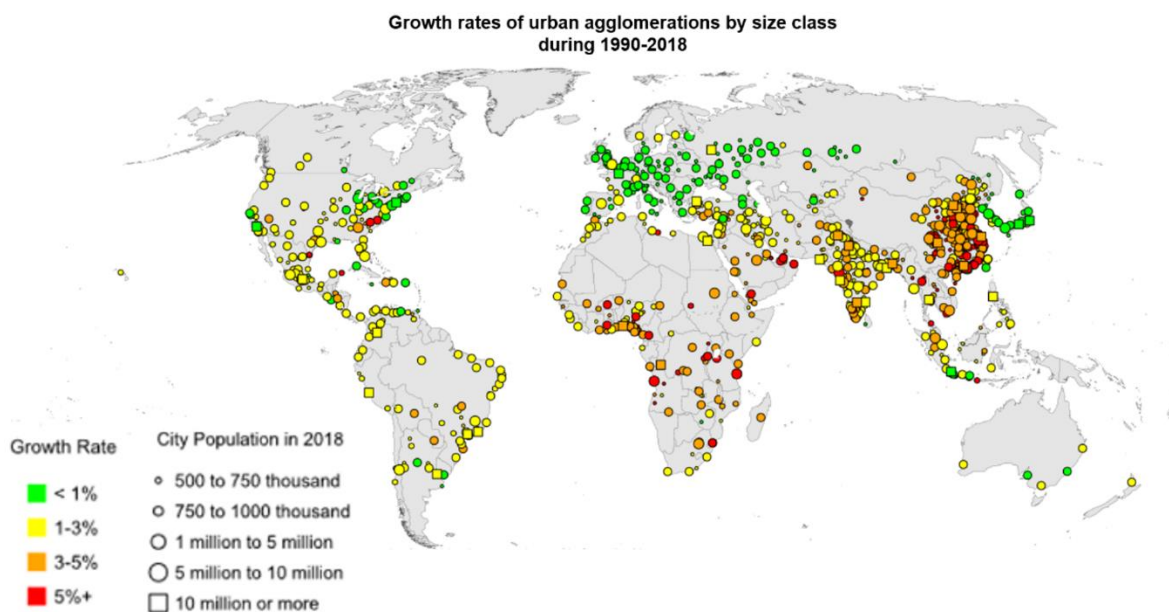 Growth rates of urban agglomerations by size class
during 1990-2018
Growth Rate
< 1%
1-3%
3-5%
5%+
City Population in 2018
500 to 750 thousand
750 to 1000 thousand
1 million to 5 million
5 million to 10 million
10 million or more